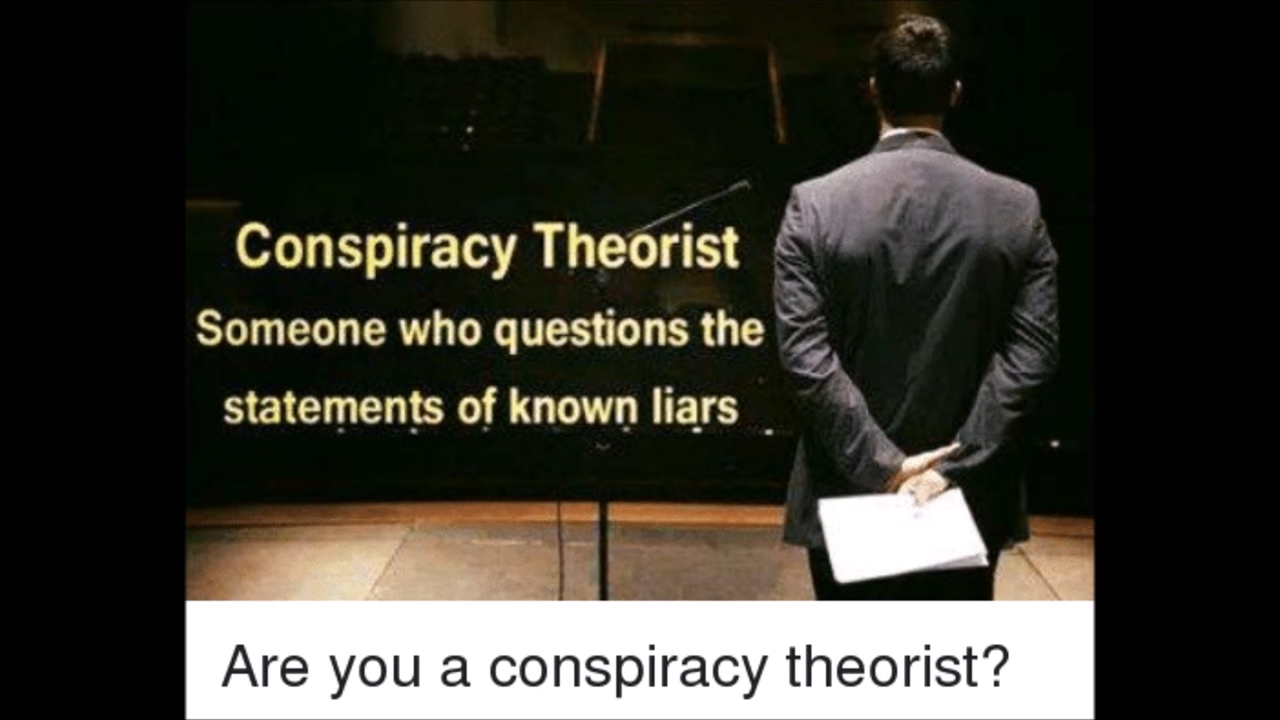 Conspiracy Theorist
Someone who questions the
statements of known liars
Are you a conspiracy theorist?